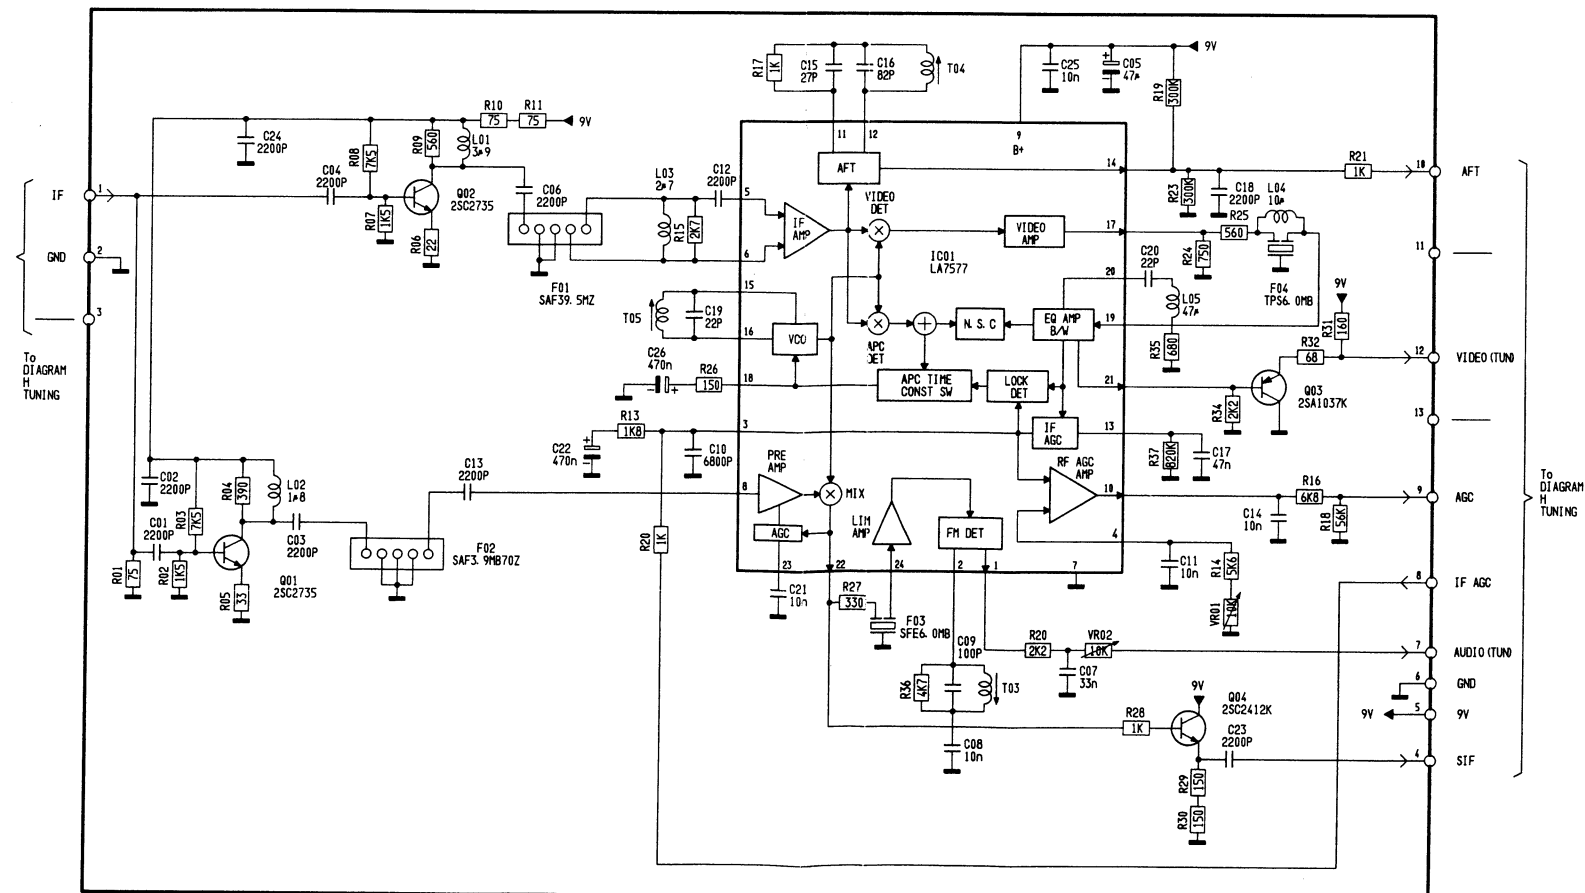 R17
1K
C15
27P
C16
82P
T04
C25
10n
+
C05
47µ
9V
R19
300K
R10
75
R11
75
9V
C24
2200P
R08
7K5
R09
560
L01
3µ9
C04
2200P
Q02
2SC2735
R07
1K5
R06
22
C06
2200P
F01
SAF39.5MZ
L03
2µ7
C12
2200P
R15
2K7
5
6
11
12
9
B+
14
AFT
IF
AMP
VIDEO
DET
VIDEO
AMP
17
IC01
LA7577
R21
1K
10
AFT
R23
300K
C18
2200P
L04
10µ
R25
560
R24
750
F04
TPS6.0MB
11
IF
1
GND
2
3
To
DIAGRAM
H
TUNING
T05
C19
22P
15
16
VCO
APC
DET
N.S.C
EQ AMP
B/W
20
19
C20
22P
L05
47µ
R35
680
9V
R31
160
R32
68
12
VIDEO(TUN)
C26
470n
- +
R26
150
18
APC TIME
CONST SW
LOCK
DET
21
R34
2K2
Q03
2SA1037K
13
R13
1K8
3
+
C22
470n
C10
6800P
IF
AGC
13
R37
820K
C17
47n
C02
2200P
R04
390
L02
1µ8
R03
7K5
C01
2200P
R01
75
R02
1K5
R05
33
Q01
2SC2735
C03
2200P
F02
SAF3.9MB70Z
C13
2200P
8
PRE
AMP
MIX
AGC
LIM
AMP
RF AGC
AMP
10
FM DET
4
R20
1K
23
22
24
2
1
7
C14
10n
R16
6K8
R18
56K
9
AGC
To
DIAGRAM
H
TUNING
C11
10n
R14
5K6
VR01
10K
8
IF AGC
C21
10n
R27
330
F03
SFE6.0MB
C09
100P
R36
4K7
T03
C08
10n
R20
2K2
VR02
10K
C07
33n
7
AUDIO(TUN)
6
GND
9V
5
9V
R28
1K
9V
Q04
2SC2412K
C23
2200P
4
SIF
R29
150
R30
150